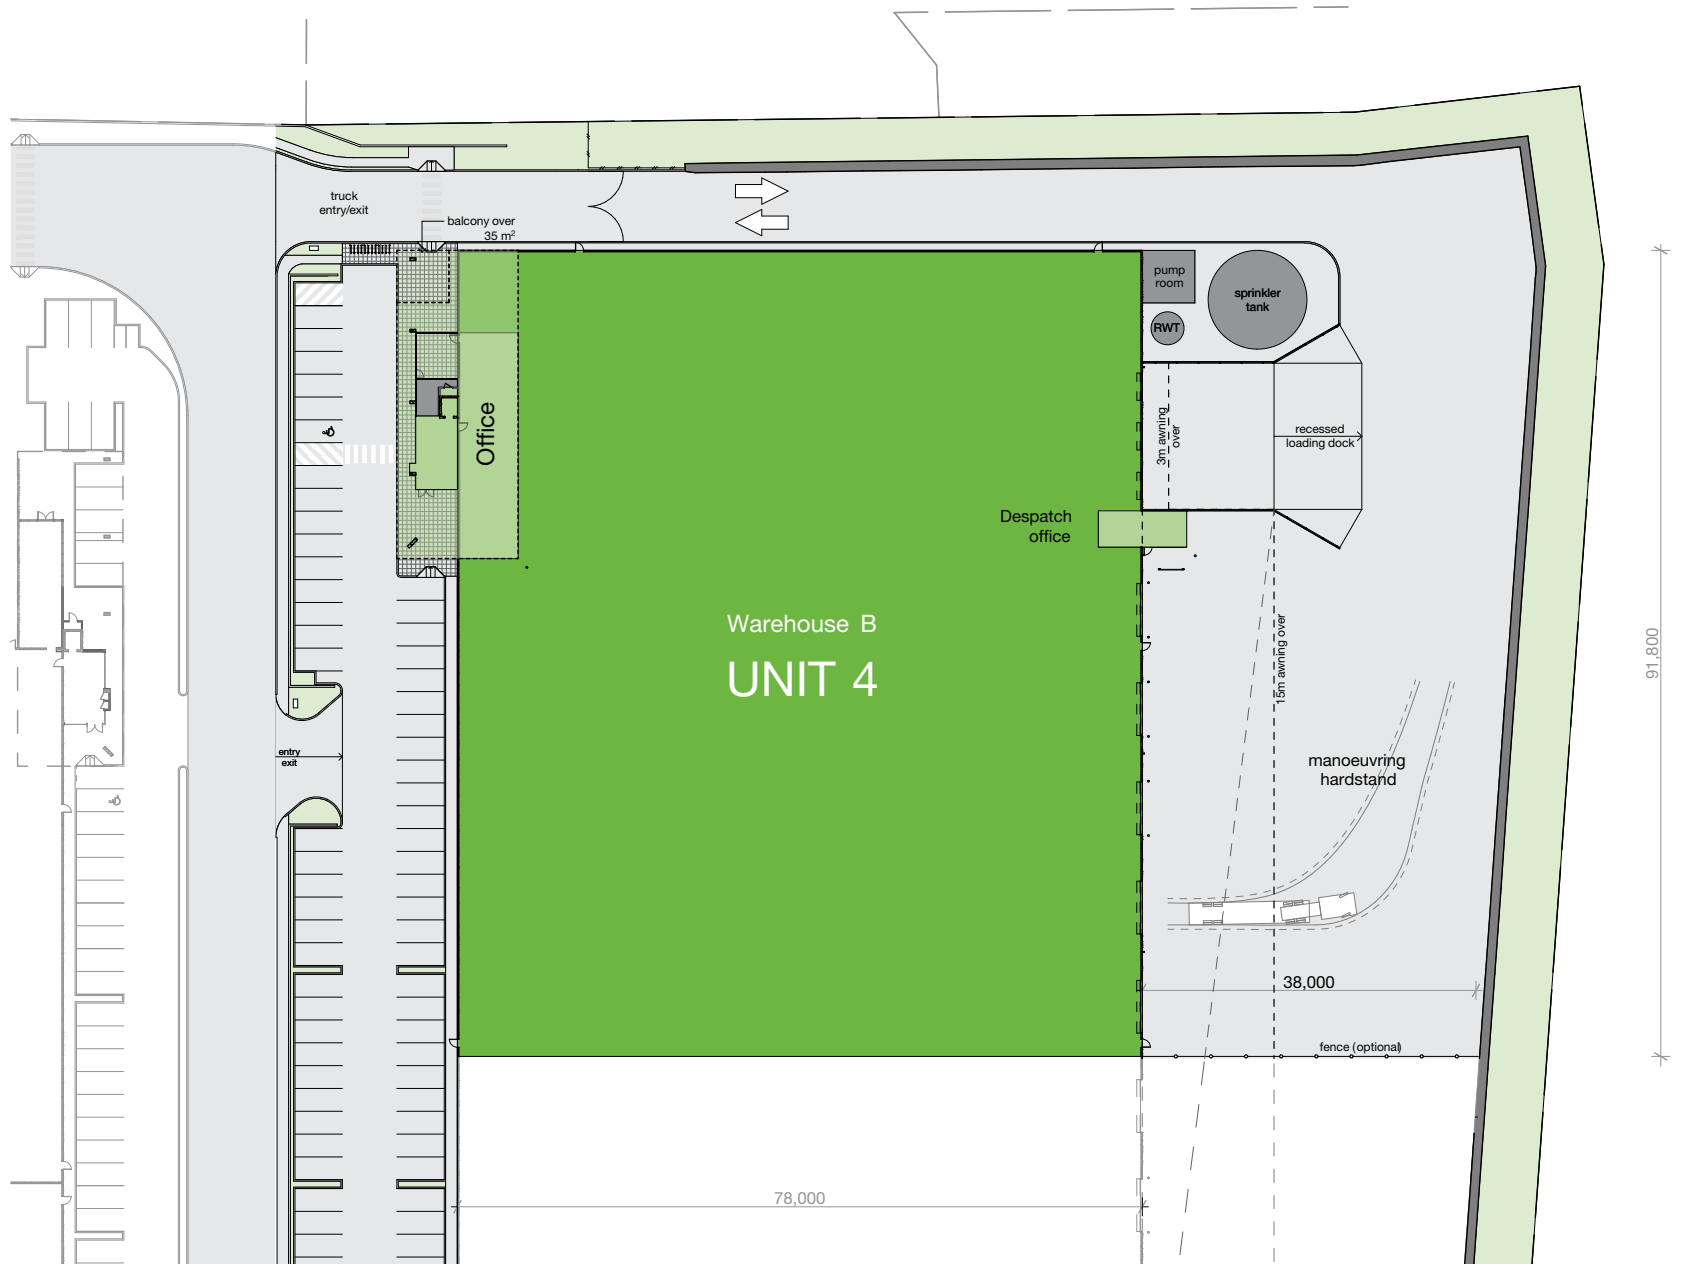 truck
entry/exit
balcony over
35 m²
pump
room
sprinkler
tank
RWT
Office
3m awning
over
recessed
loading dock
Despatch
office
Warehouse B
UNIT 4
15m awning over
91,800
entry
exit
manoeuvring
hardstand
38,000
fence (optional)
78,000